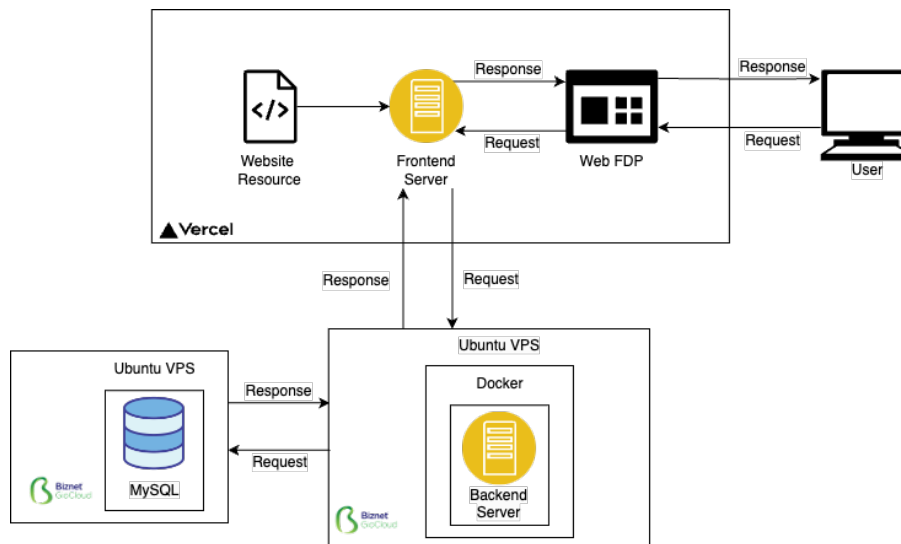 Response
Response
</>
Request
Request
Website
Resource
Frontend
Server
Web FDP
User
Vercel
Response
Request
Ubuntu VPS
Ubuntu VPS
Docker
Response
Request
MySQL
Biznet
GioCloud
Backend
Server
Biznet
GioCloud